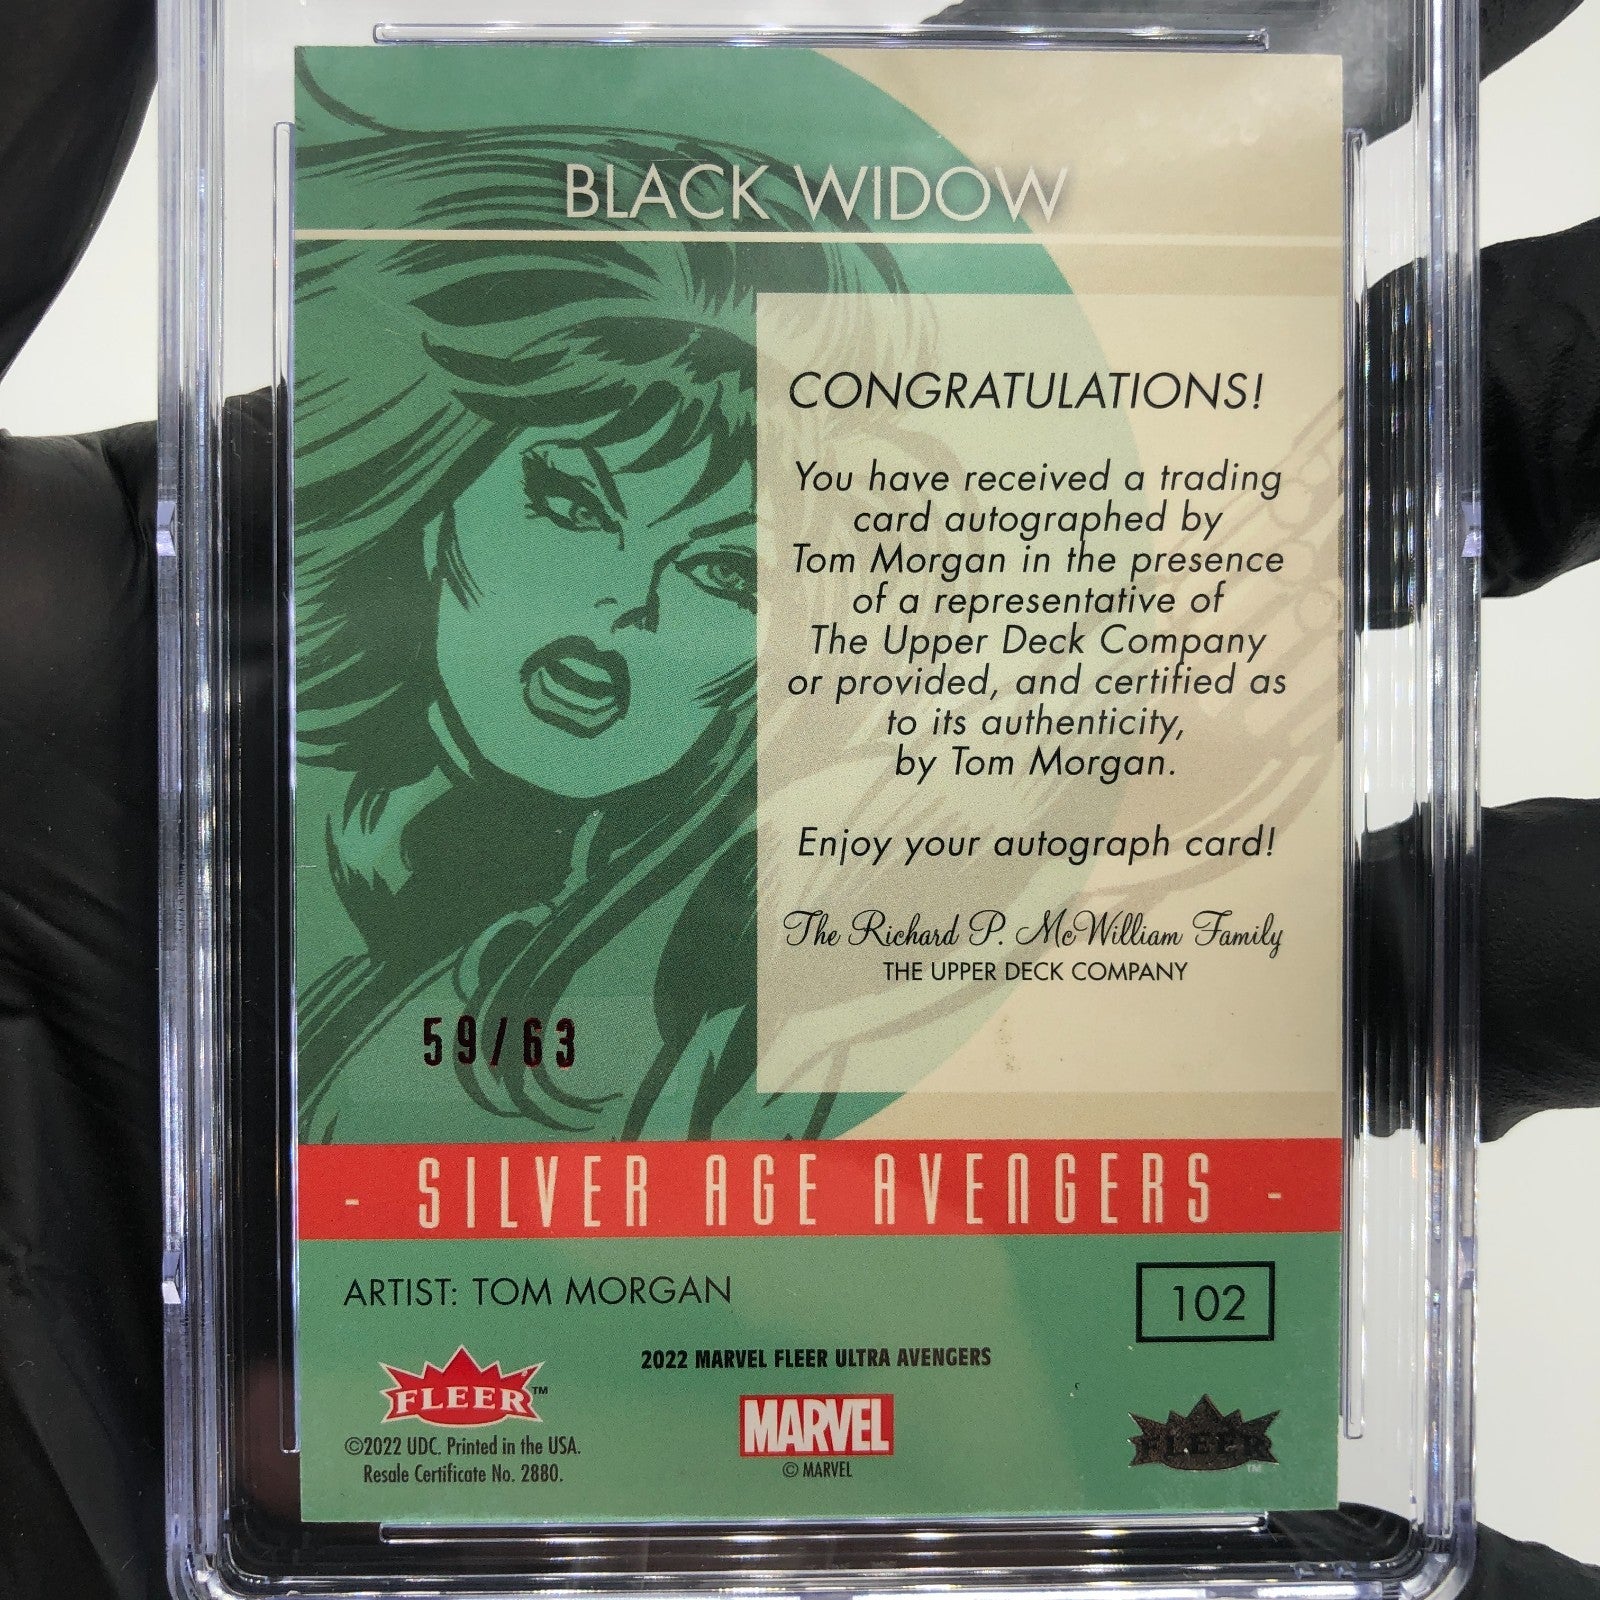 BLACK WIDOW
CONGRATULATIONS!
You have received a trading
card autographed by
Tom Morgan in the presence
of a representative of
The Upper Deck Company
or provided, and certified as
to its authenticity,
by Tom Morgan.
Enjoy your autograph card!
The Richard P. McWilliam Family
THE UPPER DECK COMPANY
59/63
- SILVER AGE AVENGERS -
ARTIST: TOM MORGAN
102
2022 MARVEL FLEER ULTRA AVENGERS
FLEER™
MARVEL
FLEER™
©2022 UDC. Printed in the USA.
Resale Certificate No. 2880.
© MARVEL